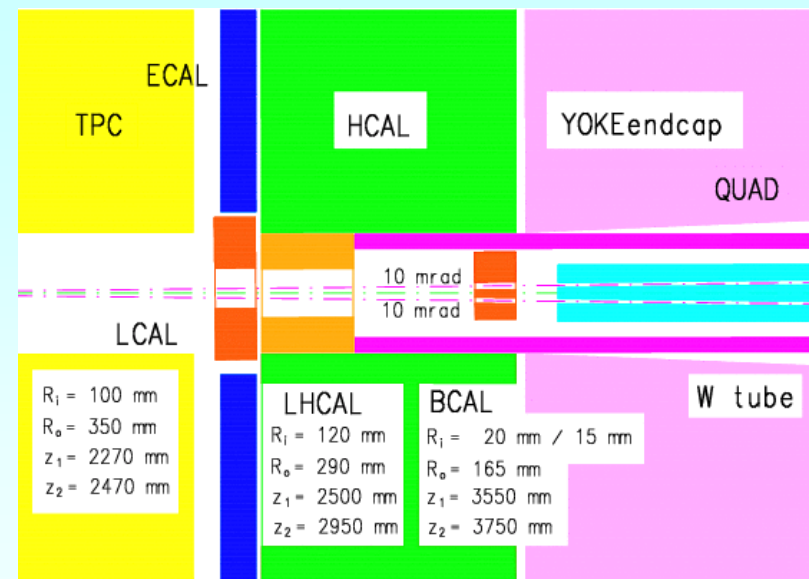 ECAL
TPC
HCAL
YOKEendcap
QUAD
10 mrad
10 mrad
LCAL
Rᵢ = 100 mm
Rₒ = 350 mm
z₁ = 2270 mm
z₂ = 2470 mm
LHCAL
Rᵢ = 120 mm
Rₒ = 290 mm
z₁ = 2500 mm
z₂ = 2950 mm
BCAL
Rᵢ = 20 mm / 15 mm
Rₒ = 165 mm
z₁ = 3550 mm
z₂ = 3750 mm
W tube